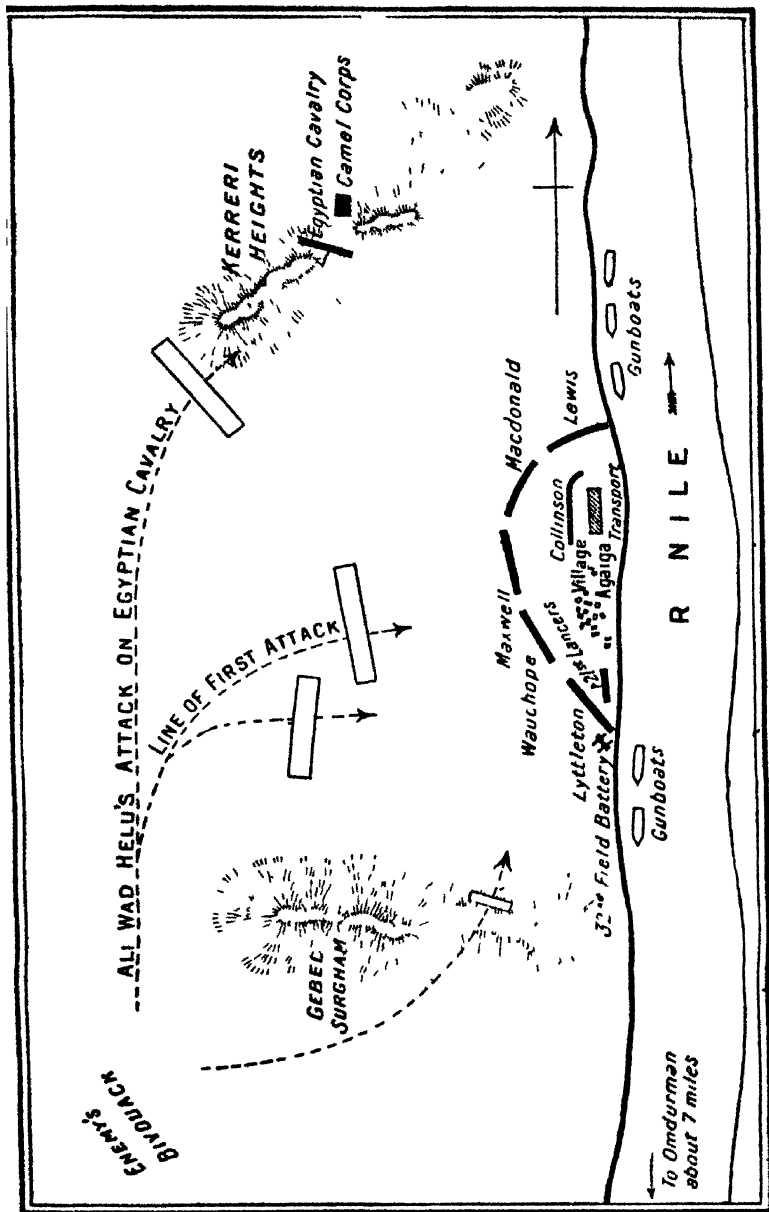 ENEMY'S
BIVOUACK
ALI WAD HELU'S ATTACK ON EGYPTIAN CAVALRY
LINE OF FIRST ATTACK
KERRERI
HEIGHTS
Egyptian Cavalry
Camel Corps
GEBEL
SURGHAM
Maxwell
Macdonald
Wauchope
Lewis
Lyttleton
21st Lancers
Collinson
Village
Agaiga
Transport
32nd Field Battery
Gunboats
Gunboats
R NILE
To Omdurman
about 7 miles